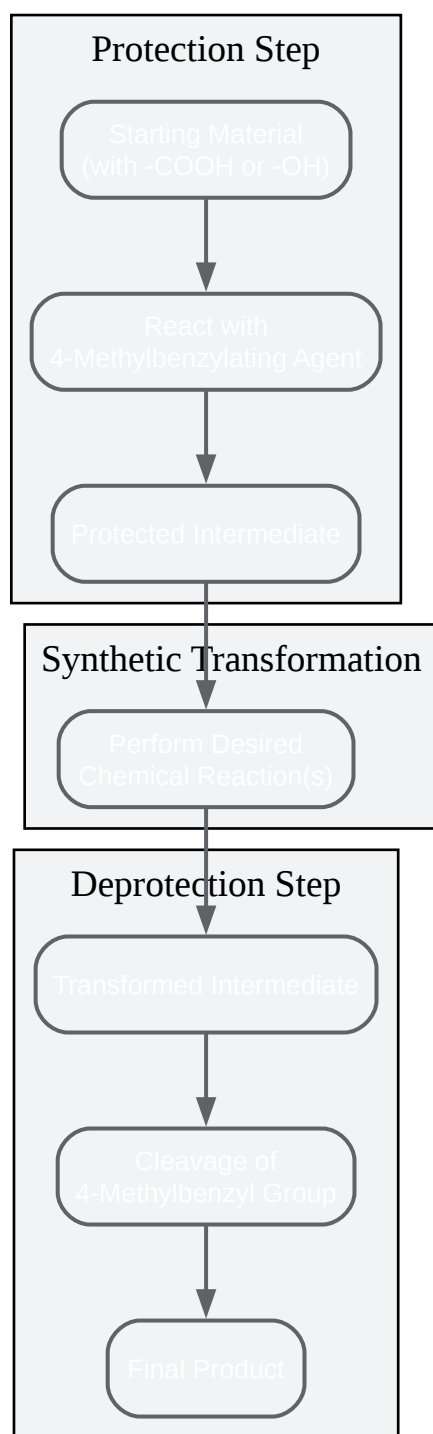 Protection Step
Starting Material
(with -COOH or -OH)
React with
4-Methylbenzylating Agent
Protected Intermediate
Synthetic Transformation
Perform Desired
Chemical Reaction(s)
Deprotection Step
Transformed Intermediate
Cleavage of
4-Methylbenzyl Group
Final Product